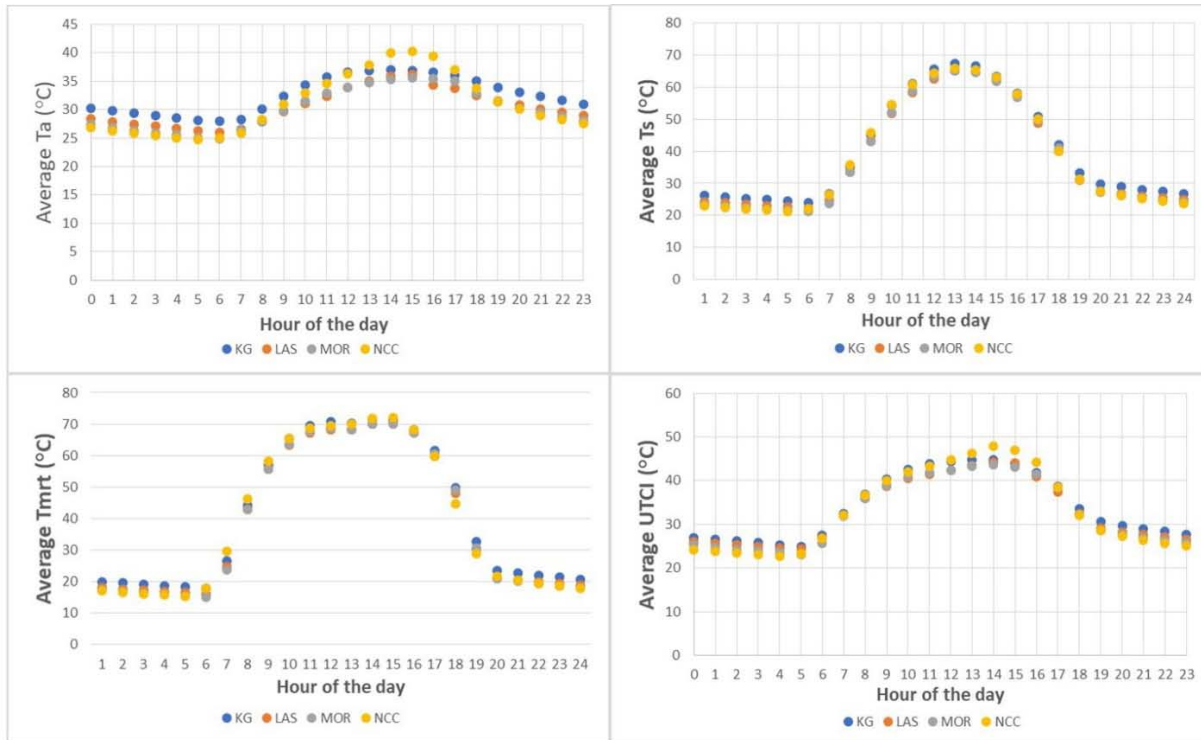 Average Ta (°C)
45
40
35
30
25
20
15
10
5
0
0 1 2 3 4 5 6 7 8 9 10 11 12 13 14 15 16 17 18 19 20 21 22 23
Hour of the day
KG LAS MOR NCC
Average Ts (°C)
80
70
60
50
40
30
20
10
0
1 2 3 4 5 6 7 8 9 10 11 12 13 14 15 16 17 18 19 20 21 22 23 24
Hour of the day
KG LAS MOR NCC
Average Tmrt (°C)
80
70
60
50
40
30
20
10
0
1 2 3 4 5 6 7 8 9 10 11 12 13 14 15 16 17 18 19 20 21 22 23 24
Hour of the day
KG LAS MOR NCC
Average UTCI (°C)
60
50
40
30
20
10
0
0 1 2 3 4 5 6 7 8 9 10 11 12 13 14 15 16 17 18 19 20 21 22 23
Hour of the day
KG LAS MOR NCC